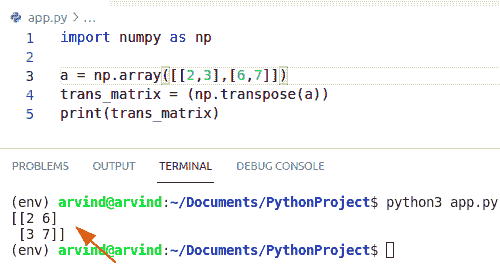 app.py > ...
1 import numpy as np
2
3 a = np.array([[2,3],[6,7]])
4 trans_matrix = (np.transpose(a))
5 print(trans_matrix)
PROBLEMS OUTPUT TERMINAL DEBUG CONSOLE
(env) arvind@arvind:~/Documents/PythonProject$ python3 app.py
[[2 6]
 [3 7]]
(env) arvind@arvind:~/Documents/PythonProject$